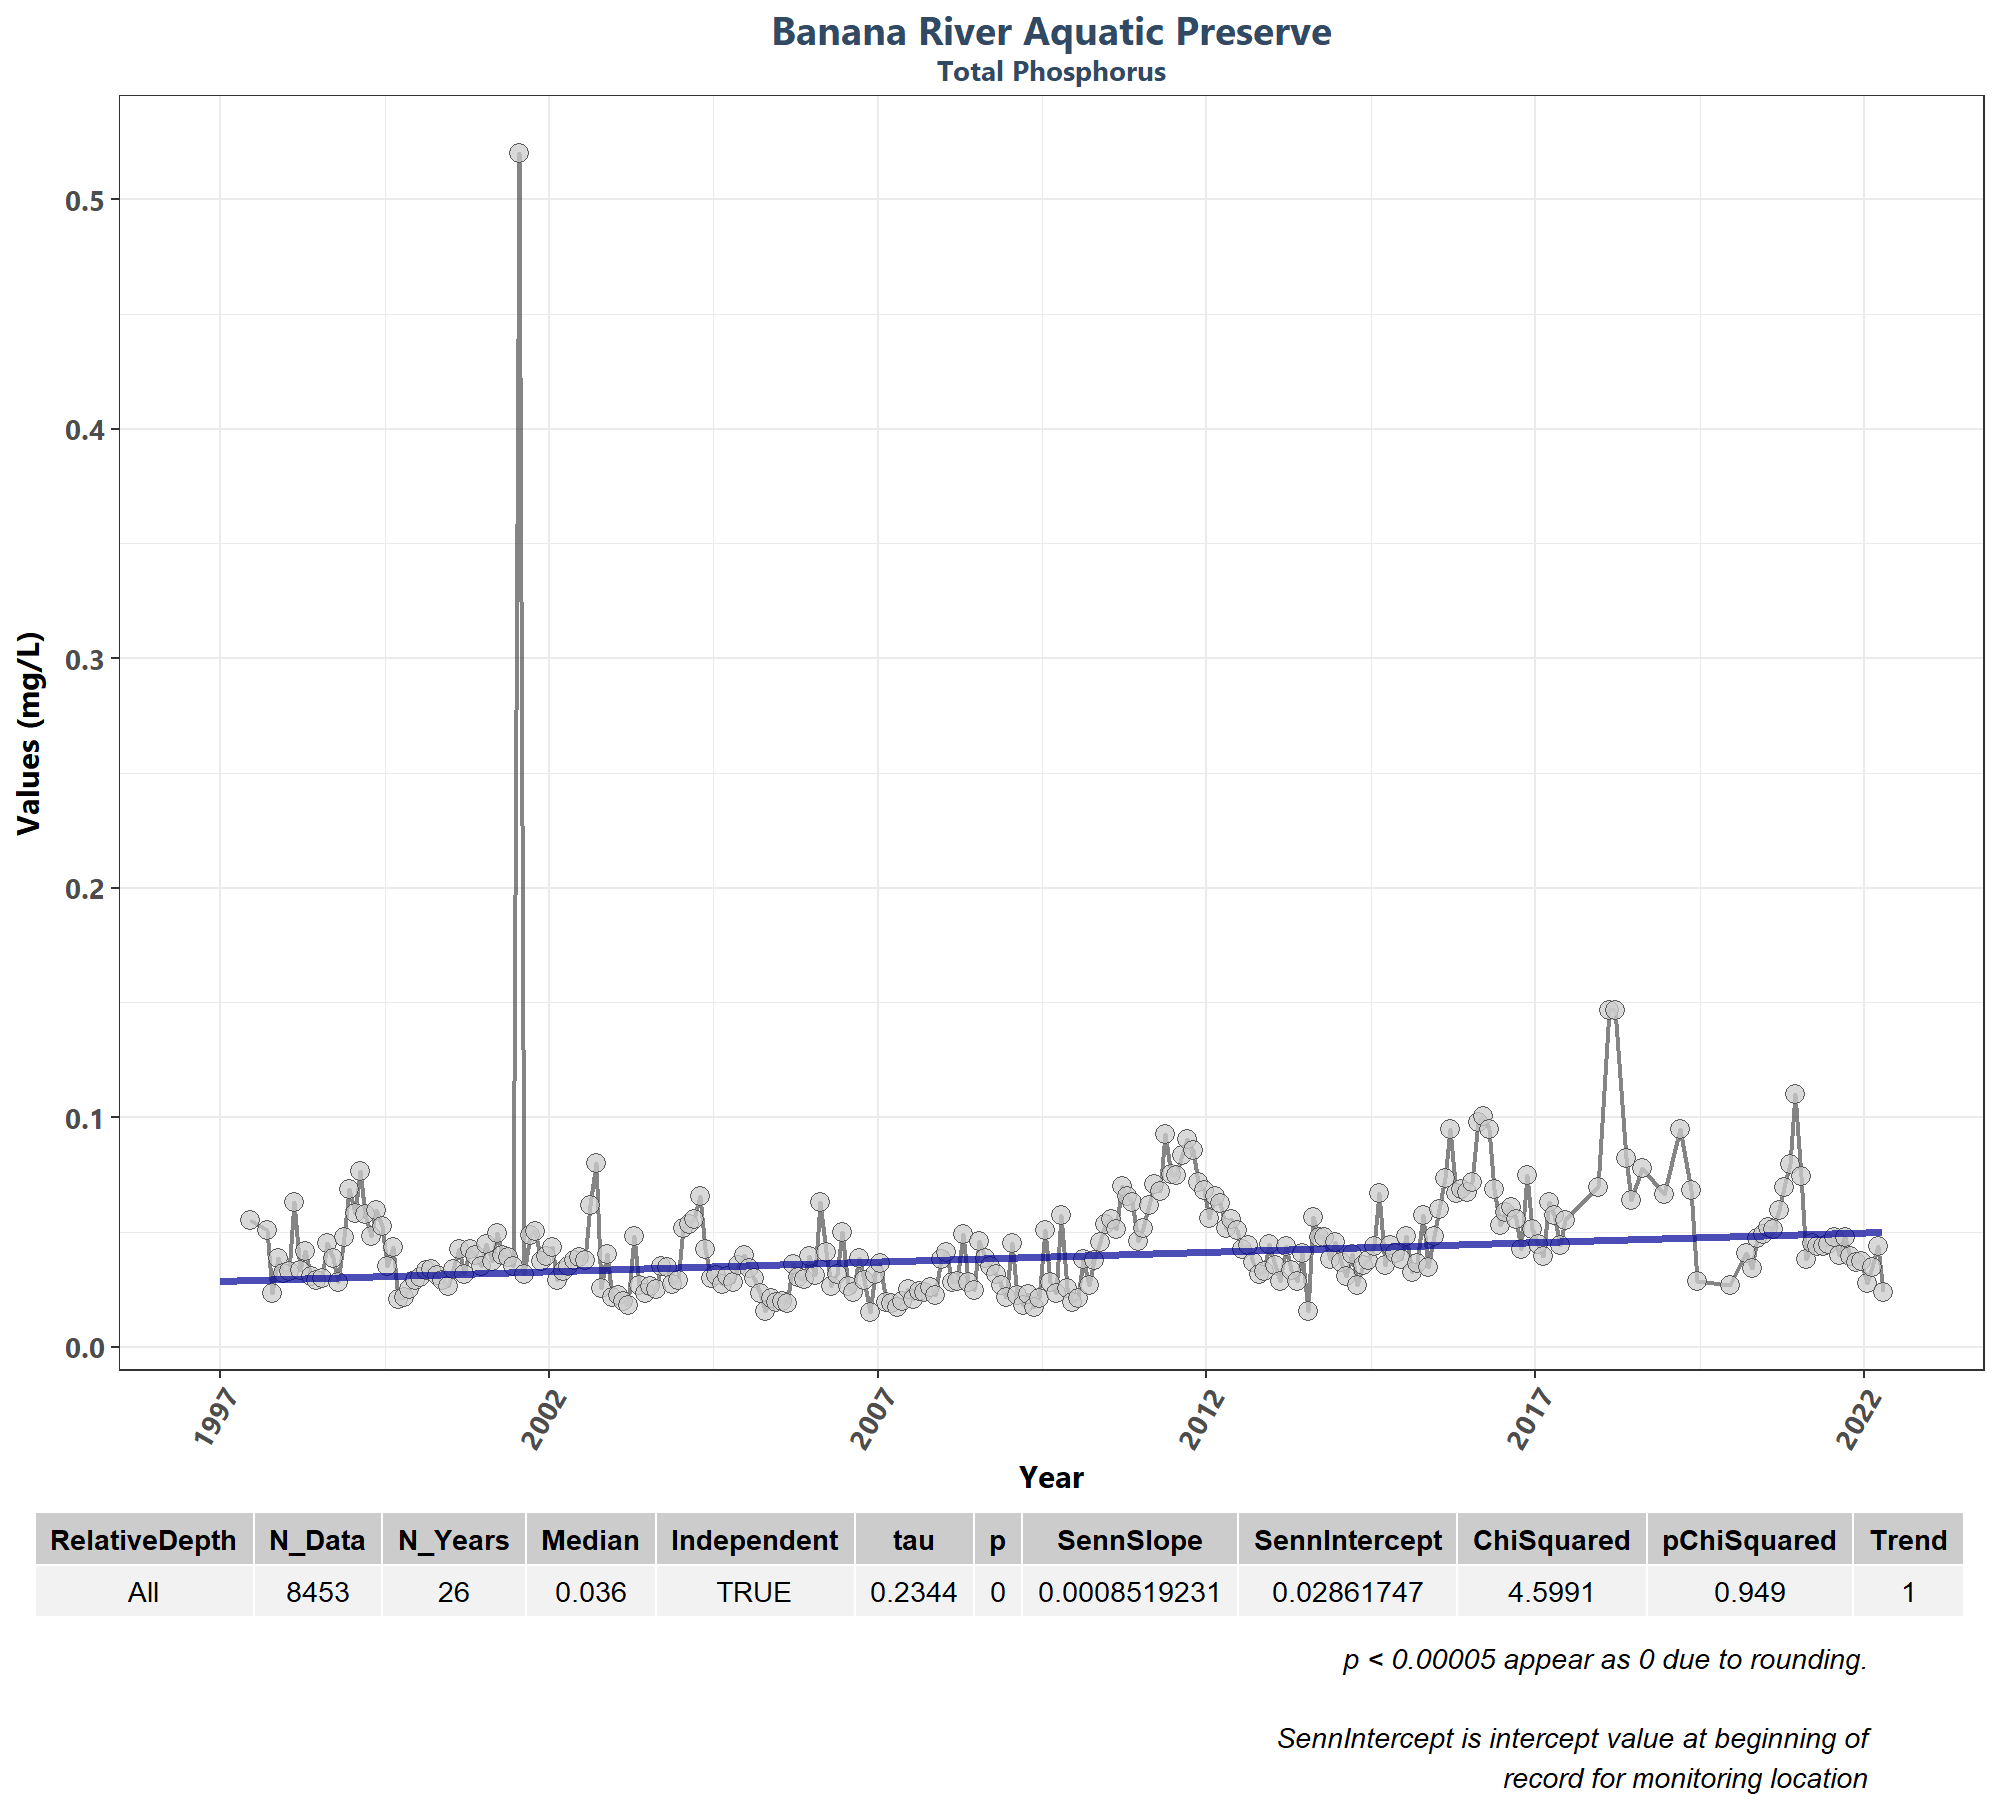 Banana River Aquatic Preserve
Total Phosphorus
Values (mg/L)
0.5
0.4
0.3
0.2
0.1
0.0
1997 2002 2007 2012 2017 2022
Year
RelativeDepth N_Data N_Years Median Independent tau p SennSlope SennIntercept ChiSquared pChiSquared Trend
All 8453 26 0.036 TRUE 0.2344 0 0.0008519231 0.02861747 4.5991 0.949 1
p < 0.00005 appear as 0 due to rounding.
SennIntercept is intercept value at beginning of
record for monitoring location